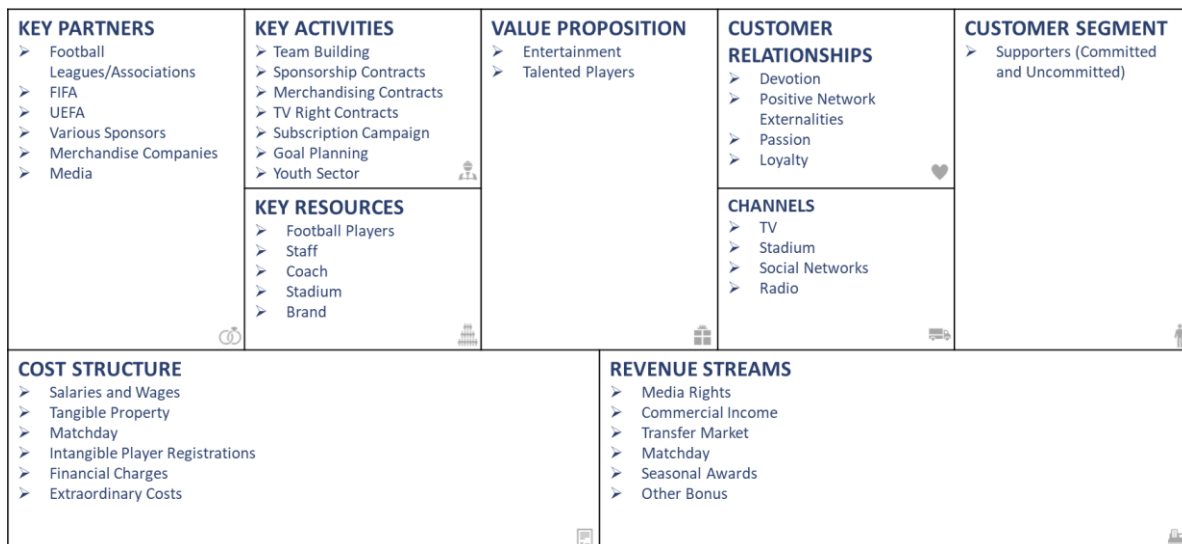 KEY PARTNERS
➢ Football
Leagues/Associations
➢ FIFA
➢ UEFA
➢ Various Sponsors
➢ Merchandise Companies
➢ Media
KEY ACTIVITIES
➢ Team Building
➢ Sponsorship Contracts
➢ Merchandising Contracts
➢ TV Right Contracts
➢ Subscription Campaign
➢ Goal Planning
➢ Youth Sector
KEY RESOURCES
➢ Football Players
➢ Staff
➢ Coach
➢ Stadium
➢ Brand
VALUE PROPOSITION
➢ Entertainment
➢ Talented Players
CUSTOMER
RELATIONSHIPS
➢ Devotion
➢ Positive Network
Externalities
➢ Passion
➢ Loyalty
CHANNELS
➢ TV
➢ Stadium
➢ Social Networks
➢ Radio
CUSTOMER SEGMENT
➢ Supporters (Committed
and Uncommitted)
COST STRUCTURE
➢ Salaries and Wages
➢ Tangible Property
➢ Matchday
➢ Intangible Player Registrations
➢ Financial Charges
➢ Extraordinary Costs
REVENUE STREAMS
➢ Media Rights
➢ Commercial Income
➢ Transfer Market
➢ Matchday
➢ Seasonal Awards
➢ Other Bonus